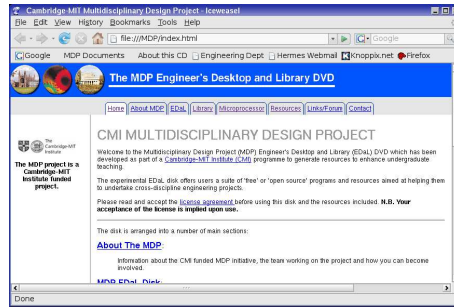 Cambridge-MIT Multidisciplinary Design Project - Iceweasel
File Edit View History Bookmarks Tools Help
file:///MDP/index.html
Google
Google MDP Documents About this CD Engineering Dept Hermes Webmail Knoppix.net Firefox
The MDP Engineer's Desktop and Library DVD
Home About MDP EDaL Library Microprocessor Resources Links/Forum Contact
The
Cambridge-MIT
Institute
The MDP project is a
Cambridge-MIT
Institute funded
project.
CMI MULTIDISCIPLINARY DESIGN PROJECT
Welcome to the Multidisciplinary Design Project (MDP) Engineer's Desktop and Library (EDaL) DVD which has been
developed as part of a Cambridge-MIT Institute (CMI) programme to generate resources to enhance undergraduate
teaching.
The experimental EDaL disk offers users a suite of 'free' or 'open source' programs and resources aimed at helping them
to undertake cross-discipline engineering projects.
Please read and accept the license agreement before using this disk and the resources included. N.B. Your
acceptance of the license is implied upon use.
The disk is arranged into a number of main sections:
About The MDP:
Information about the CMI funded MDP initiative, the team working on the project and how you can become
involved.
MDP EDaL Disk:
Done